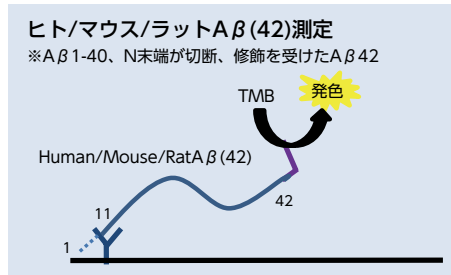 ヒト/マウス/ラットAβ(42)測定
※Aβ1-40、N末端が切断、修飾を受けたAβ42
TMB
発色
Human/Mouse/RatAβ(42)
42
11
1